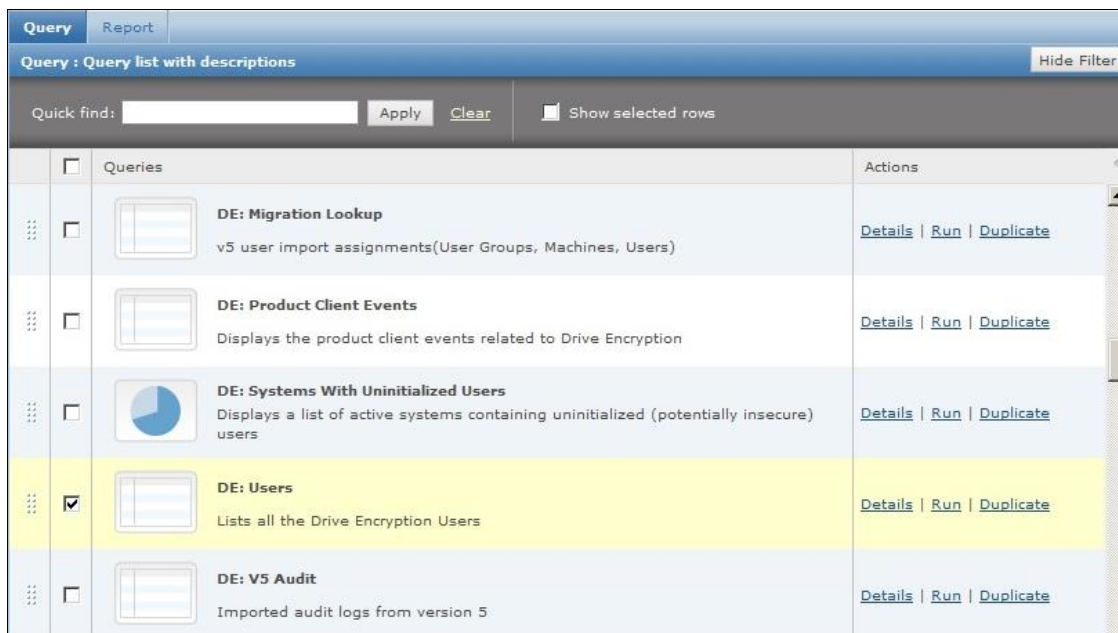 Query Report
Query : Query list with descriptions Hide Filter
Quick find: Apply Clear Show selected rows
Queries Actions
DE: Migration Lookup
v5 user import assignments(User Groups, Machines, Users)
Details | Run | Duplicate
DE: Product Client Events
Displays the product client events related to Drive Encryption
Details | Run | Duplicate
DE: Systems With Uninitialized Users
Displays a list of active systems containing uninitialized (potentially insecure)
users
Details | Run | Duplicate
DE: Users
Lists all the Drive Encryption Users
Details | Run | Duplicate
DE: V5 Audit
Imported audit logs from version 5
Details | Run | Duplicate